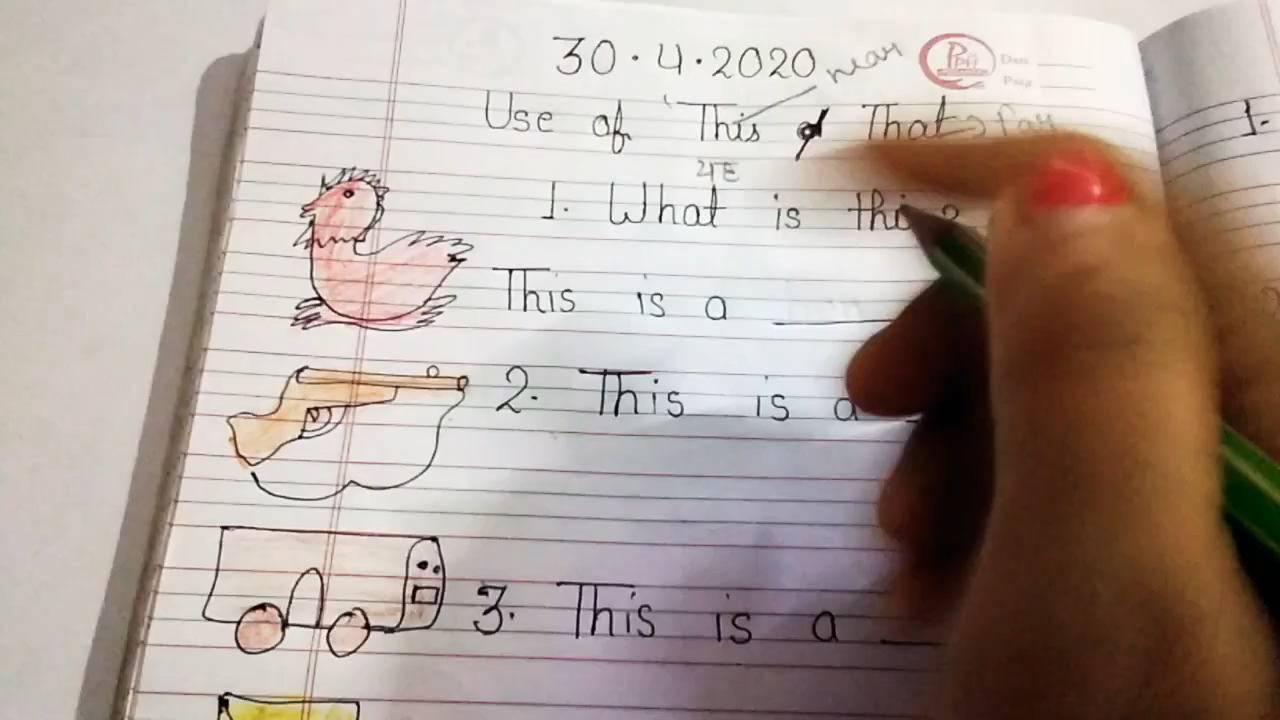 30.4.2020 near
Use of 'This & That
1. What is this?
This is a
2. This is a
3. This is a
1.